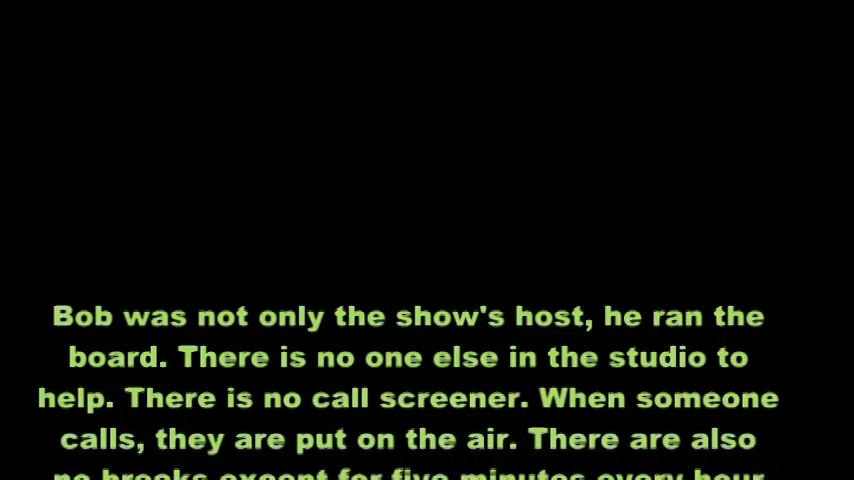 Bob was not only the show's host, he ran the
board. There is no one else in the studio to
help. There is no call screener. When someone
calls, they are put on the air. There are also
no breaks except for five minutes every hour